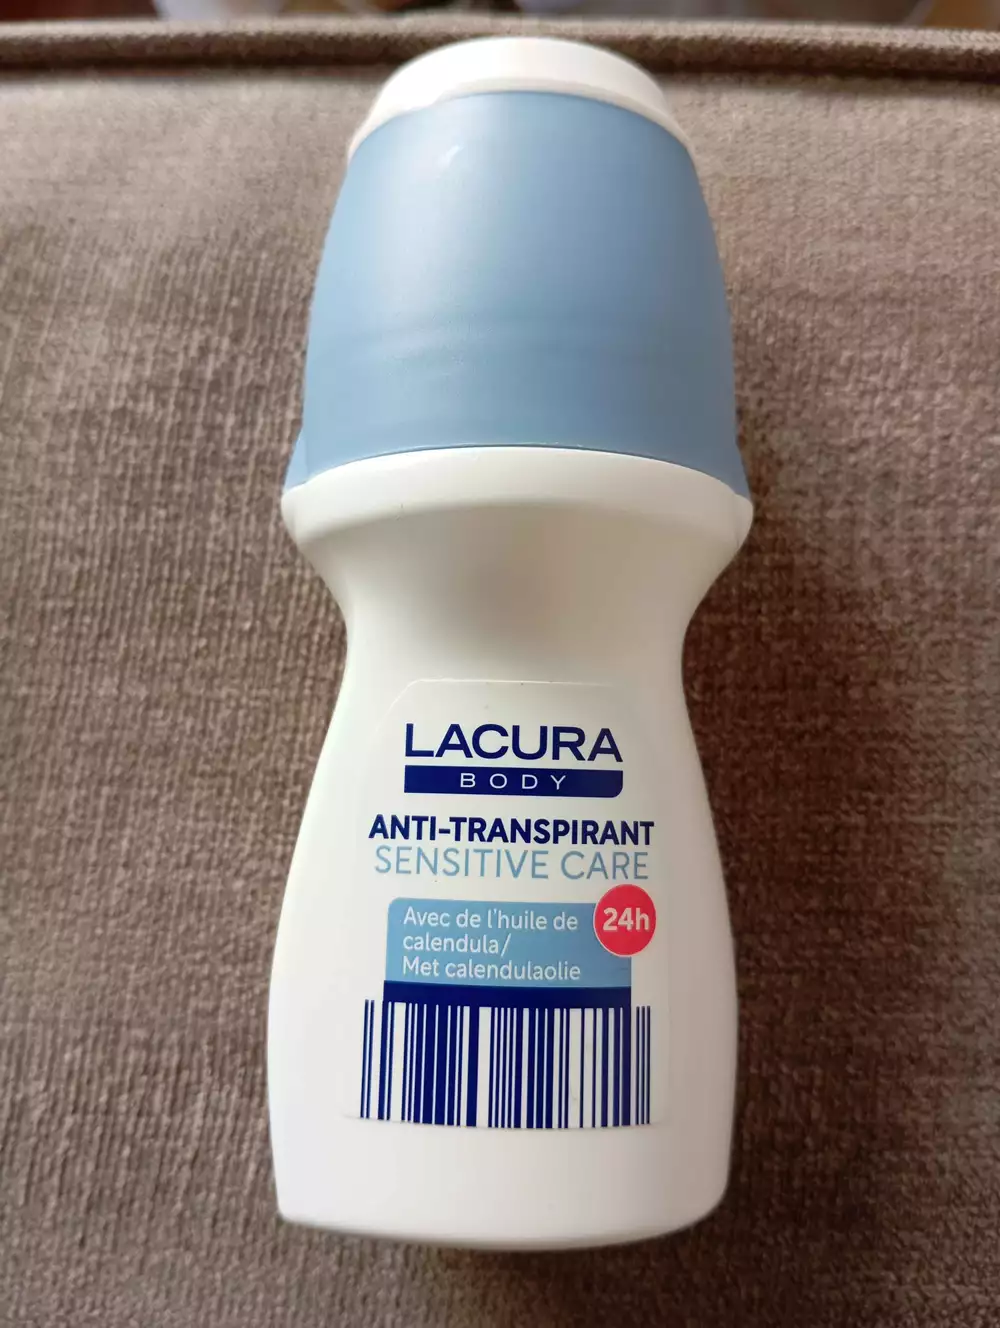 LACURA
BODY
ANTI-TRANSPIRANT
SENSITIVE CARE
Avec de l'huile de
calendula/
Met calendulaolie
24h